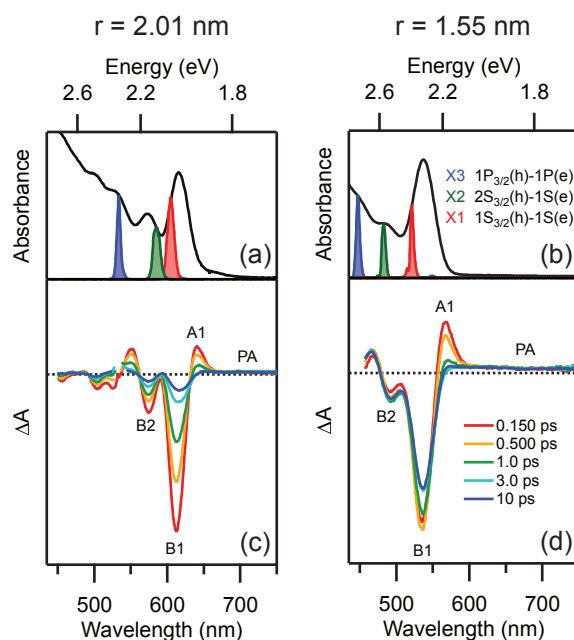 r = 2.01 nm
r = 1.55 nm
Energy (eV)
2.6 2.2 1.8
Energy (eV)
2.6 2.2 1.8
Absorbance
(a)
Absorbance
X3 1P3/2(h)-1P(e)
X2 2S3/2(h)-1S(e)
X1 1S3/2(h)-1S(e)
(b)
ΔA
A1
PA
B2
B1
(c)
ΔA
A1
PA
B2
0.150 ps
0.500 ps
1.0 ps
3.0 ps
10 ps
B1
(d)
500 600 700
Wavelength (nm)
500 600 700
Wavelength (nm)